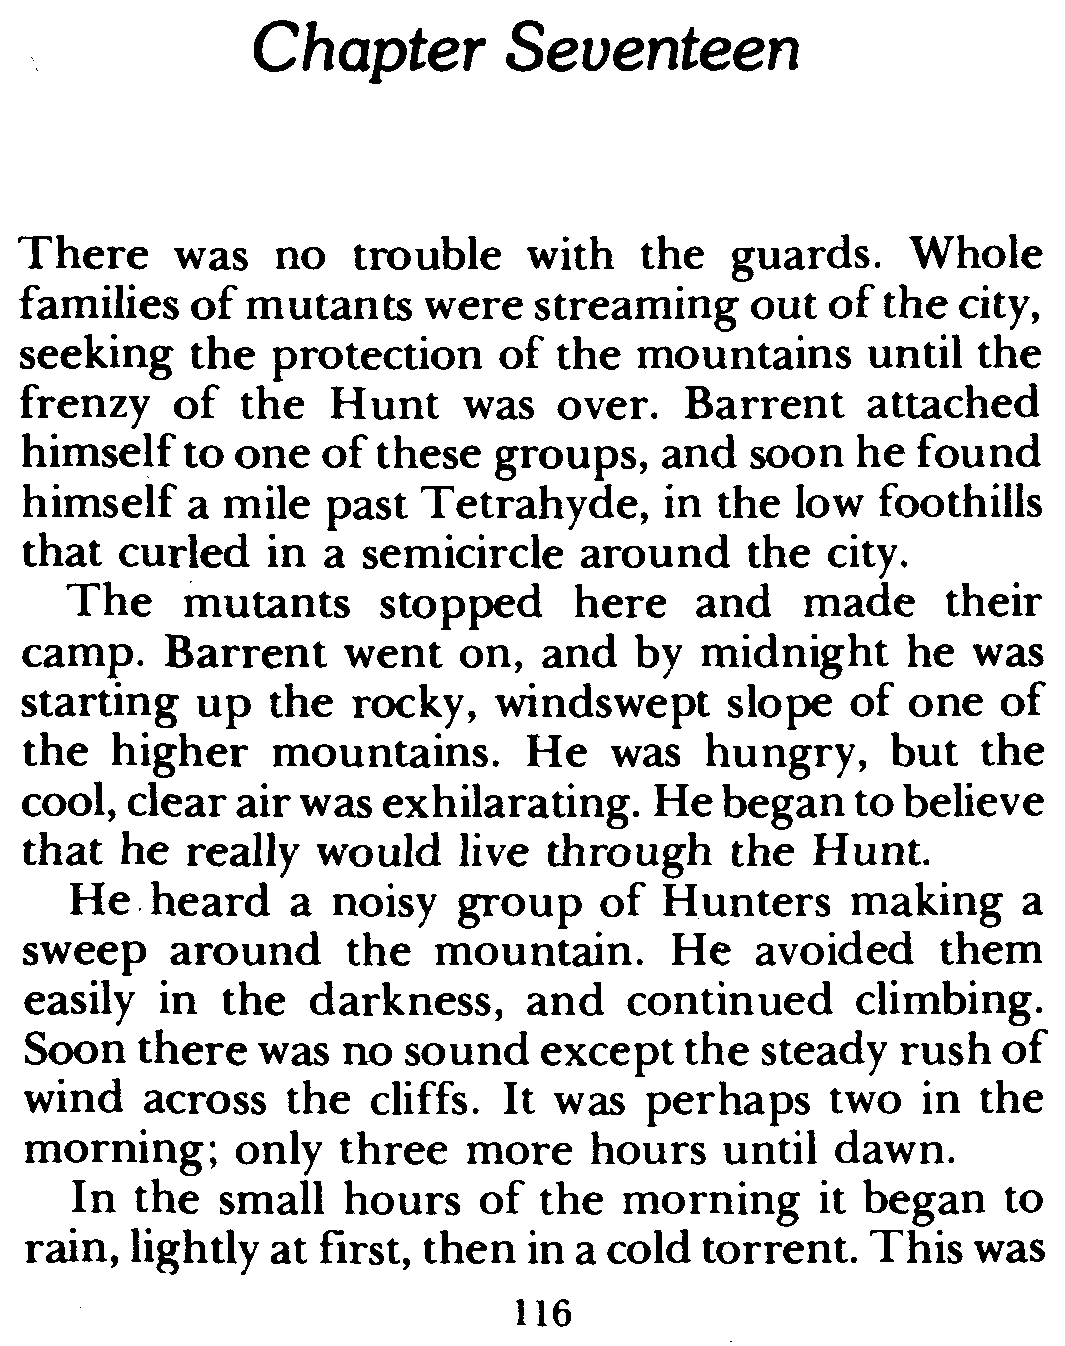 Chapter Seventeen
There was no trouble with the guards. Whole
families of mutants were streaming out of the city,
seeking the protection of the mountains until the
frenzy of the Hunt was over. Barrent attached
himself to one of these groups, and soon he found
himself a mile past Tetrahyde, in the low foothills
that curled in a semicircle around the city.
The mutants stopped here and made their
camp. Barrent went on, and by midnight he was
starting up the rocky, windswept slope of one of
the higher mountains. He was hungry, but the
cool, clear air was exhilarating. He began to believe
that he really would live through the Hunt.
He heard a noisy group of Hunters making a
sweep around the mountain. He avoided them
easily in the darkness, and continued climbing.
Soon there was no sound except the steady rush of
wind across the cliffs. It was perhaps two in the
morning; only three more hours until dawn.
In the small hours of the morning it began to
rain, lightly at first, then in a cold torrent. This was
116